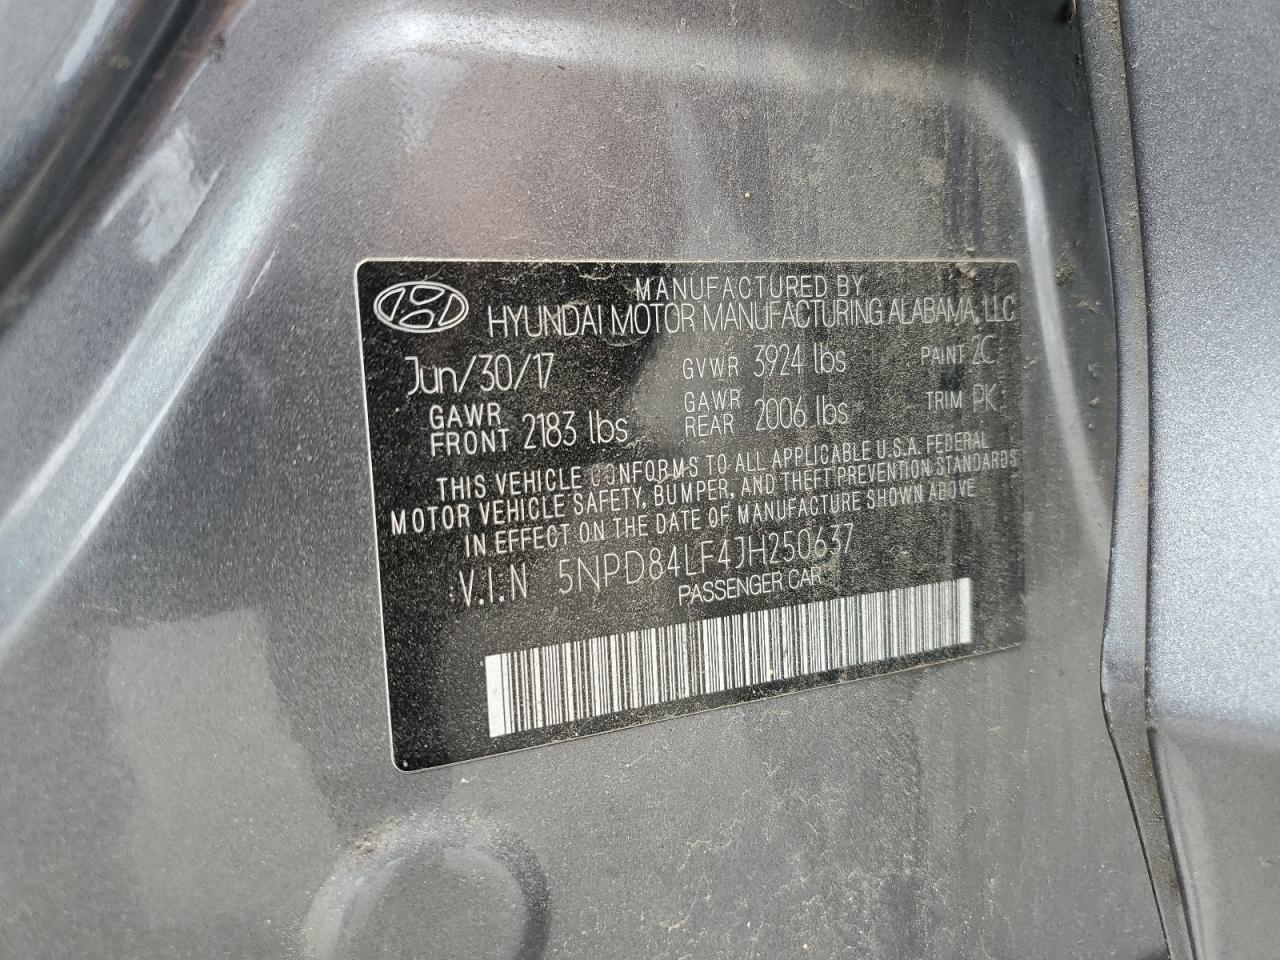 MANUFACTURED BY
HYUNDAI MOTOR MANUFACTURING ALABAMA, LLC
Jun/30/17 GVWR 3924 lbs PAINT 2C
GAWR FRONT 2183 lbs GAWR REAR 2006 lbs TRIM PK
THIS VEHICLE CONFORMS TO ALL APPLICABLE U.S.A. FEDERAL
MOTOR VEHICLE SAFETY, BUMPER, AND THEFT PREVENTION STANDARDS
IN EFFECT ON THE DATE OF MANUFACTURE SHOWN ABOVE
:V.I.N 5NPD84LF4JH250637
PASSENGER CAR